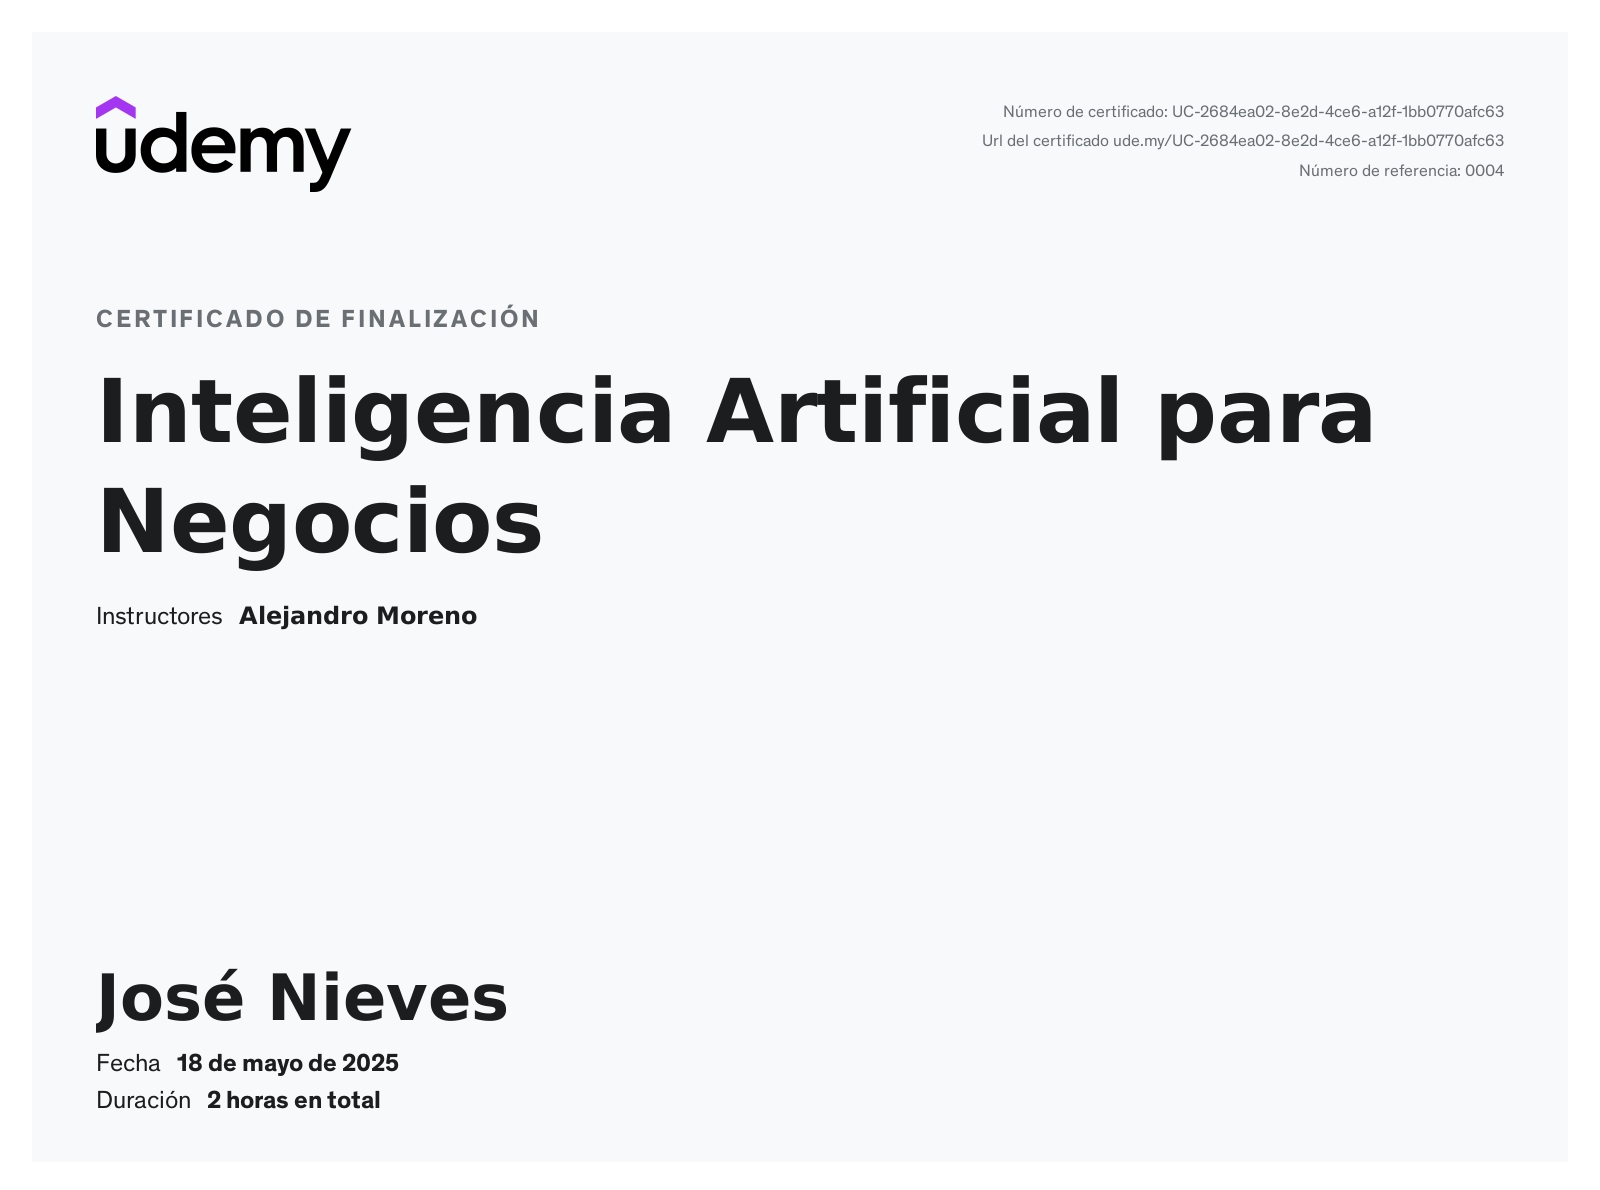 udemy
Número de certificado: UC-2684ea02-8e2d-4ce6-a12f-1bb0770afc63
Url del certificado ude.my/UC-2684ea02-8e2d-4ce6-a12f-1bb0770afc63
Número de referencia: 0004
CERTIFICADO DE FINALIZACIÓN
Inteligencia Artificial para
Negocios
Instructores Alejandro Moreno
José Nieves
Fecha 18 de mayo de 2025
Duración 2 horas en total